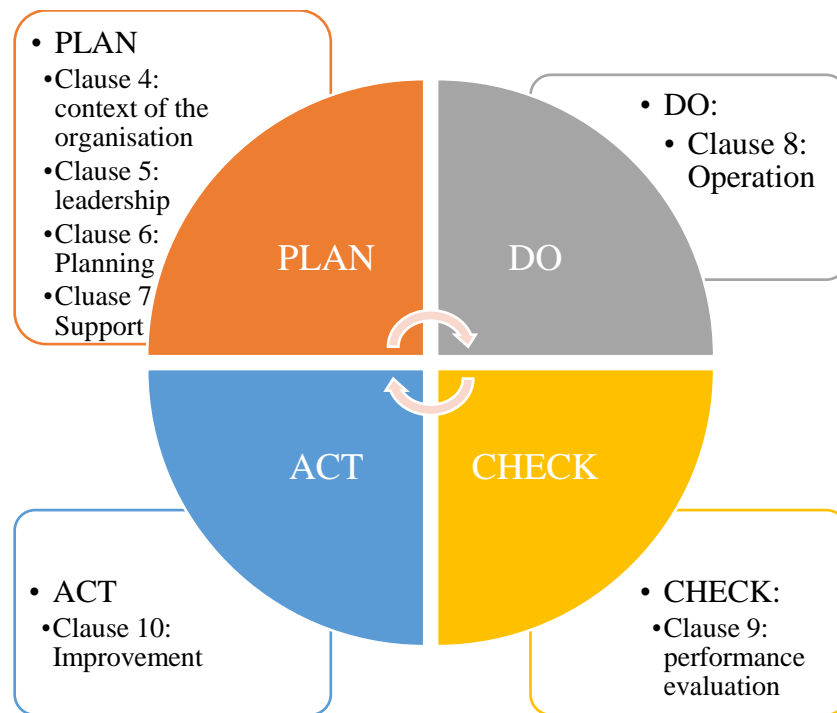 • PLAN
•Clause 4:
context of the
organisation
•Clause 5:
leadership
•Clause 6:
Planning
•Cluase 7
Support
PLAN
DO
• DO:
• Clause 8:
Operation
ACT
CHECK
• ACT
•Clause 10:
Improvement
• CHECK:
•Clause 9:
performance
evaluation